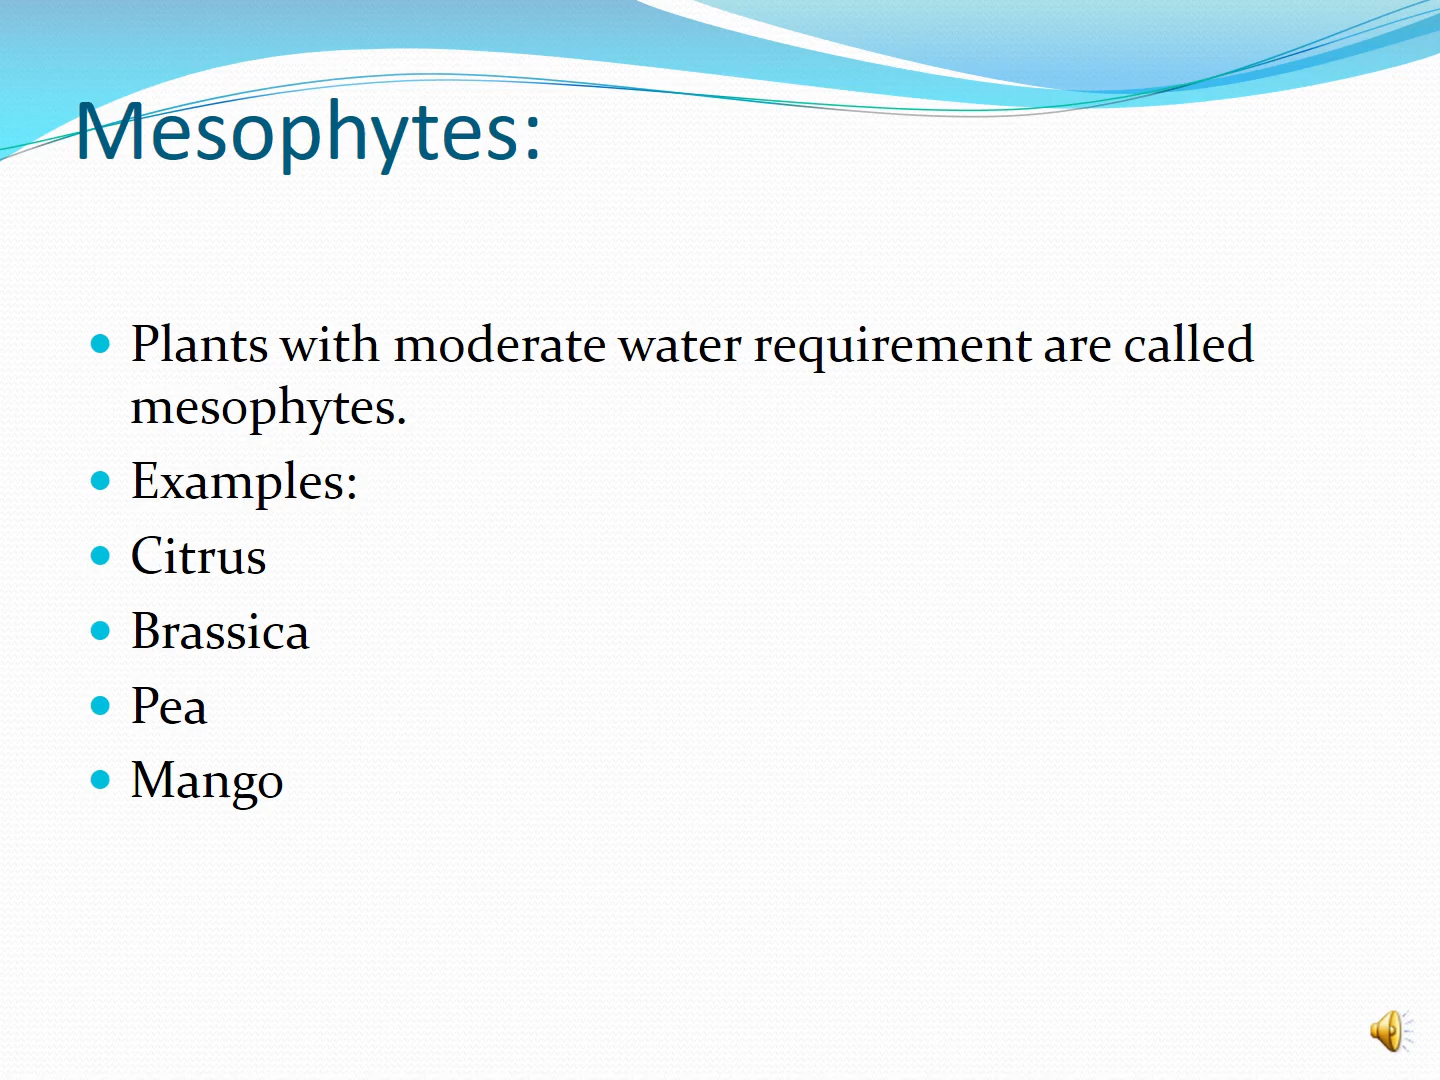 Mesophytes:
Plants with moderate water requirement are called
mesophytes.
Examples:
Citrus
Brassica
Pea
Mango